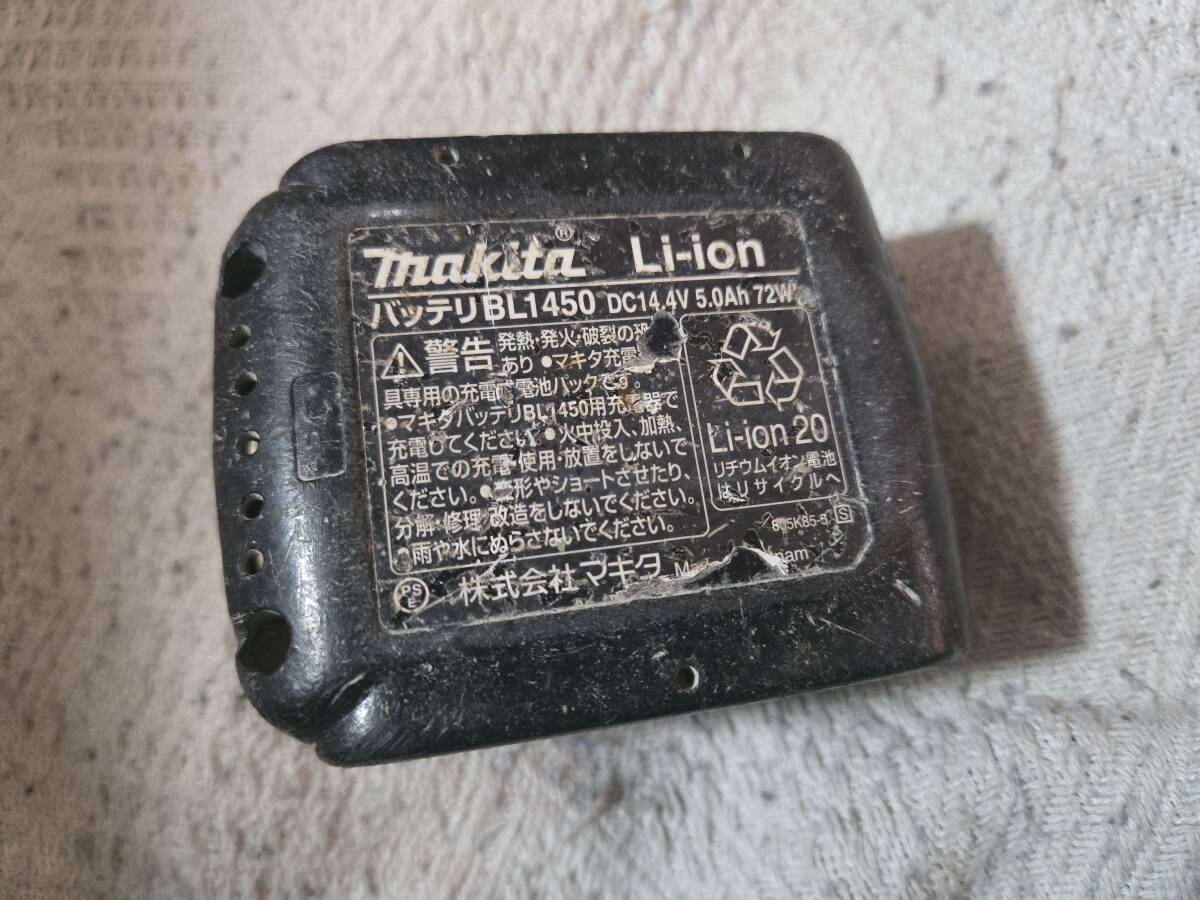 makita® Li-ion
バッテリBL1450 DC14.4V 5.0Ah 72W
警告 発熱・発火・破裂の恐
あり ●マキタ充電
具専用の充電 電池パックです。
●マキタバッテリBL1450用充電器で
充電してください。●火中投入、加熱、
高温での充電・使用・放置をしないで
ください。● 形やショートさせたり、
分解・修理・改造をしないでください。
●雨や水にぬらさないでください。
Li-ion 20
リチウムイオン電池
はリサイクルへ
S
PS
E
株式会社マキタ